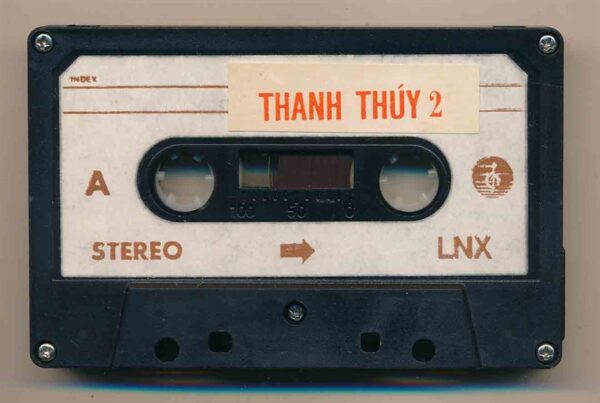 INDEX
THANH THÚY 2
A
100 50 0
STEREO
LNX